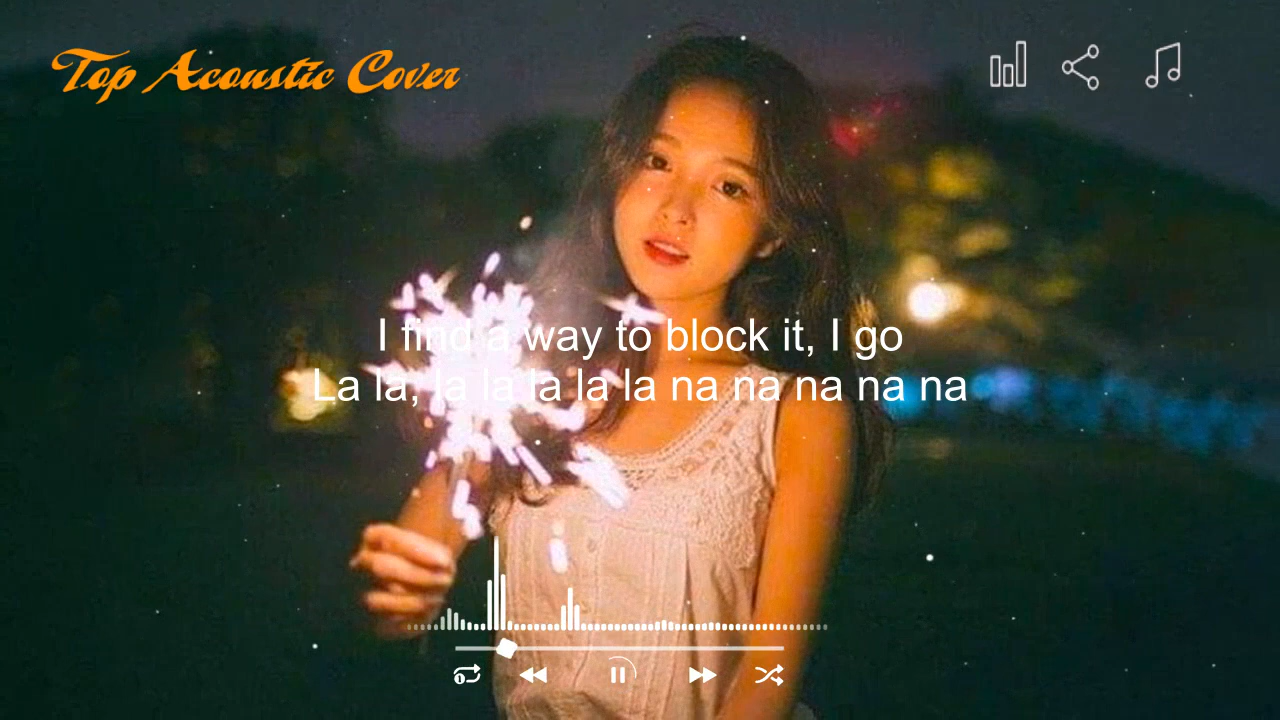 Top Acoustic Cover
I find a way to block it, I go
La la, la la la la la na na na na na
1